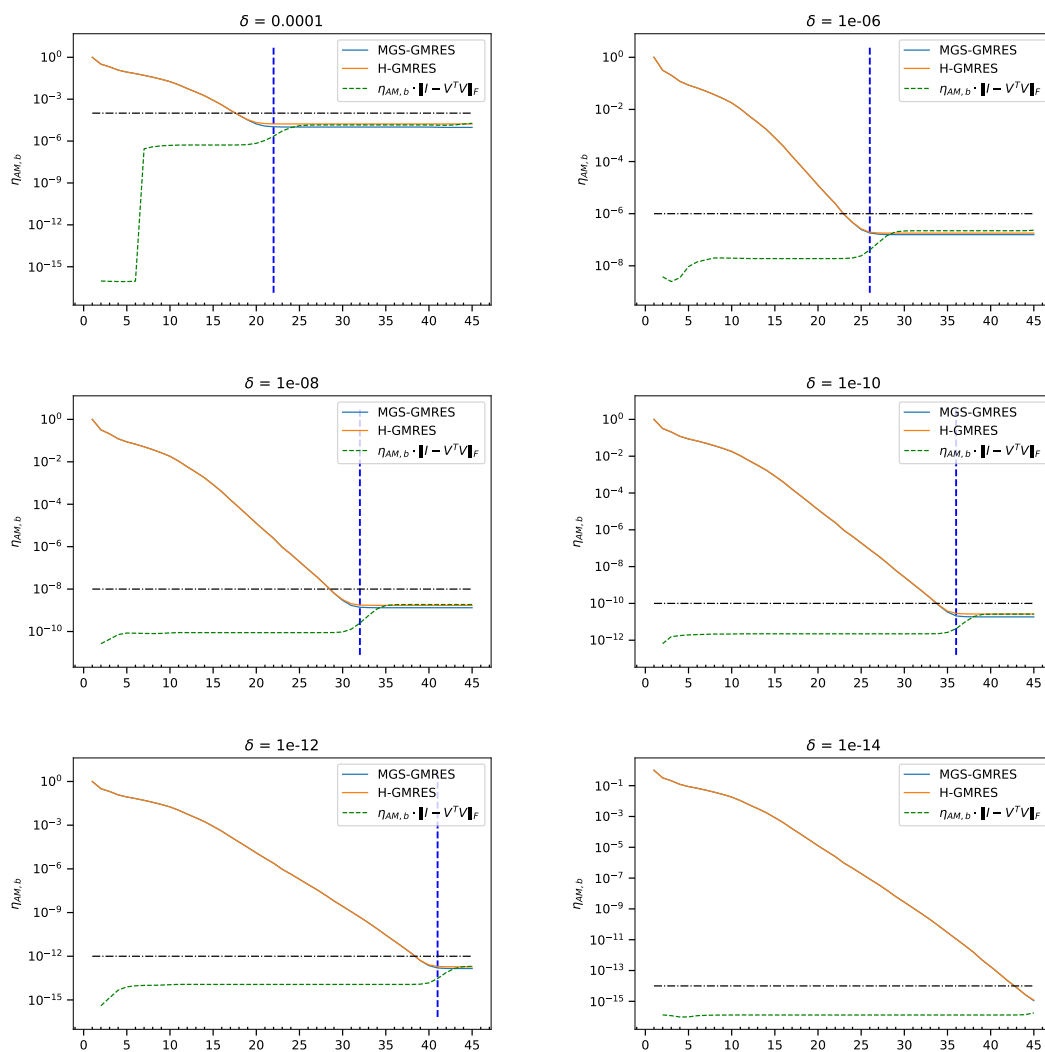 δ = 0.0001
η_{AM,b}
10^0
10^{-3}
10^{-6}
10^{-9}
10^{-12}
10^{-15}
MGS-GMRES
H-GMRES
η_{AM,b} · ‖I − V^T V‖_F
0 5 10 15 20 25 30 35 40 45
δ = 1e-06
η_{AM,b}
10^0
10^{-2}
10^{-4}
10^{-6}
10^{-8}
MGS-GMRES
H-GMRES
η_{AM,b} · ‖I − V^T V‖_F
0 5 10 15 20 25 30 35 40 45
δ = 1e-08
η_{AM,b}
10^0
10^{-2}
10^{-4}
10^{-6}
10^{-8}
10^{-10}
MGS-GMRES
H-GMRES
η_{AM,b} · ‖I − V^T V‖_F
0 5 10 15 20 25 30 35 40 45
δ = 1e-10
η_{AM,b}
10^0
10^{-2}
10^{-4}
10^{-6}
10^{-8}
10^{-10}
10^{-12}
MGS-GMRES
H-GMRES
η_{AM,b} · ‖I − V^T V‖_F
0 5 10 15 20 25 30 35 40 45
δ = 1e-12
η_{AM,b}
10^0
10^{-3}
10^{-6}
10^{-9}
10^{-12}
10^{-15}
MGS-GMRES
H-GMRES
η_{AM,b} · ‖I − V^T V‖_F
0 5 10 15 20 25 30 35 40 45
δ = 1e-14
η_{AM,b}
10^{-1}
10^{-3}
10^{-5}
10^{-7}
10^{-9}
10^{-11}
10^{-13}
10^{-15}
MGS-GMRES
H-GMRES
η_{AM,b} · ‖I − V^T V‖_F
0 5 10 15 20 25 30 35 40 45